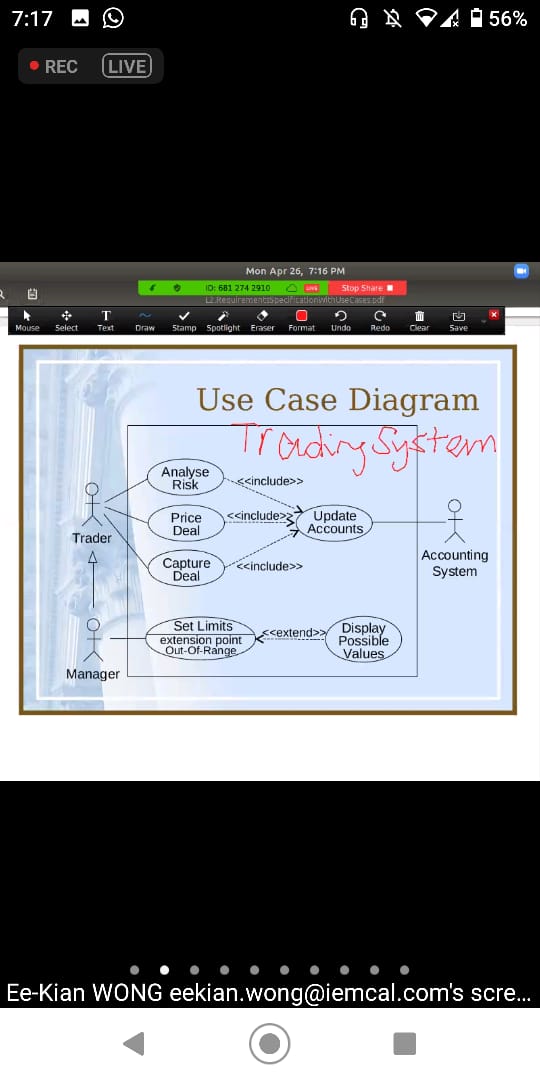 7:17
56%
REC LIVE
Mon Apr 26, 7:16 PM
ID: 681 274 2910 LIVE Stop Share
L2.ResuirementsSpecificationWithUseCases.pdf
Mouse Select Text Draw Stamp Spotlight Eraser Format Undo Redo Clear Save
Use Case Diagram
Trading System
Analyse
Risk
<<include>>
Price
Deal
<<include>>
Update
Accounts
Trader
Capture
Deal
<<include>>
Accounting
System
Set Limits
extension point
Out-Of-Range
<<extend>>
Display
Possible
Values
Manager
Ee-Kian WONG eekian.wong@iemcal.com's scre...